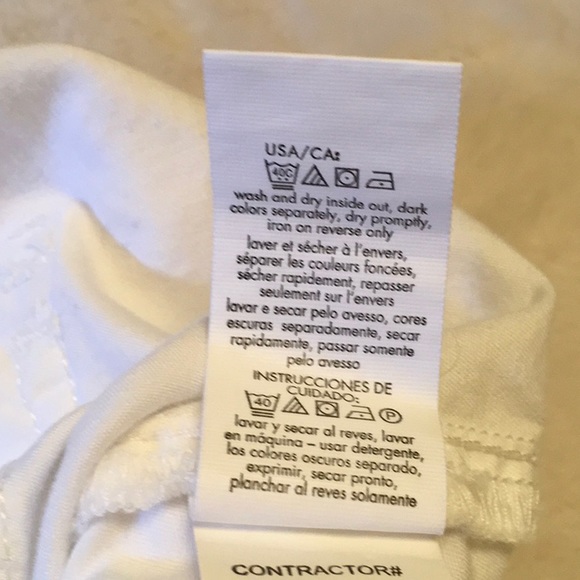 USA/CA:
40C
wash and dry inside out, dark
colors separately, dry promptly,
iron on reverse only
laver et sécher à l'envers,
séparer les couleurs foncées,
sécher rapidement, repasser
seulement sur l'envers
lavar e secar pelo avesso, cores
escuras separadamente, secar
rapidamente, passar somente
pelo avesso
INSTRUCCIONES DE
CUIDADO:
40 P
lavar y secar al reves, lavar
en máquina – usar detergente,
los colores oscuros separado,
exprimir, secar pronto,
planchar al reves solamente
CONTRACTOR#